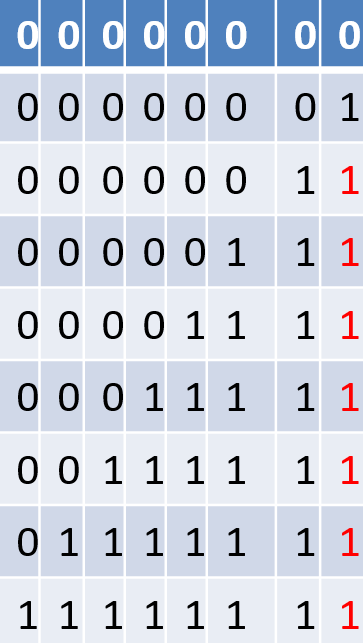 0 0 0 0 0 0 0 0
0 0 0 0 0 0 0 1
0 0 0 0 0 0 1 1
0 0 0 0 0 1 1 1
0 0 0 0 1 1 1 1
0 0 0 1 1 1 1 1
0 0 1 1 1 1 1 1
0 1 1 1 1 1 1 1
1 1 1 1 1 1 1 1